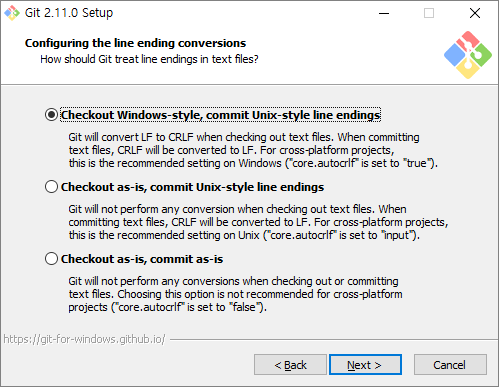 Git 2.11.0 Setup
Configuring the line ending conversions
How should Git treat line endings in text files?
Checkout Windows-style, commit Unix-style line endings
Git will convert LF to CRLF when checking out text files. When committing
text files, CRLF will be converted to LF. For cross-platform projects,
this is the recommended setting on Windows ("core.autocrlf" is set to "true").
Checkout as-is, commit Unix-style line endings
Git will not perform any conversion when checking out text files. When
committing text files, CRLF will be converted to LF. For cross-platform projects,
this is the recommended setting on Unix ("core.autocrlf" is set to "input").
Checkout as-is, commit as-is
Git will not perform any conversions when checking out or committing
text files. Choosing this option is not recommended for cross-platform
projects ("core.autocrlf" is set to "false").
https://git-for-windows.github.io/
< Back Next > Cancel